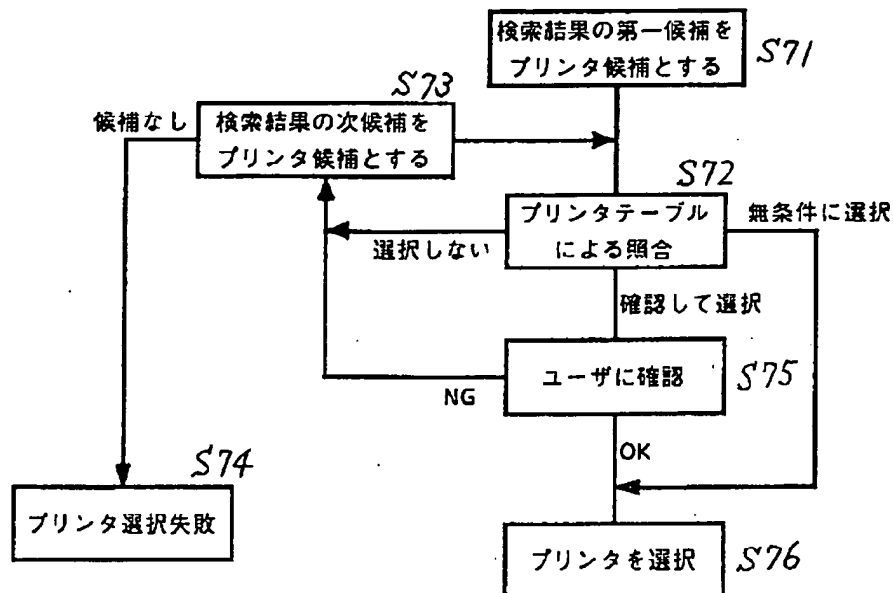 検索結果の第一候補を
プリンタ候補とする
S71
S73
候補なし
検索結果の次候補を
プリンタ候補とする
S72
プリンタテーブル
による照合
無条件に選択
選択しない
確認して選択
ユーザに確認
S75
NG
OK
S74
プリンタ選択失敗
プリンタを選択
S76